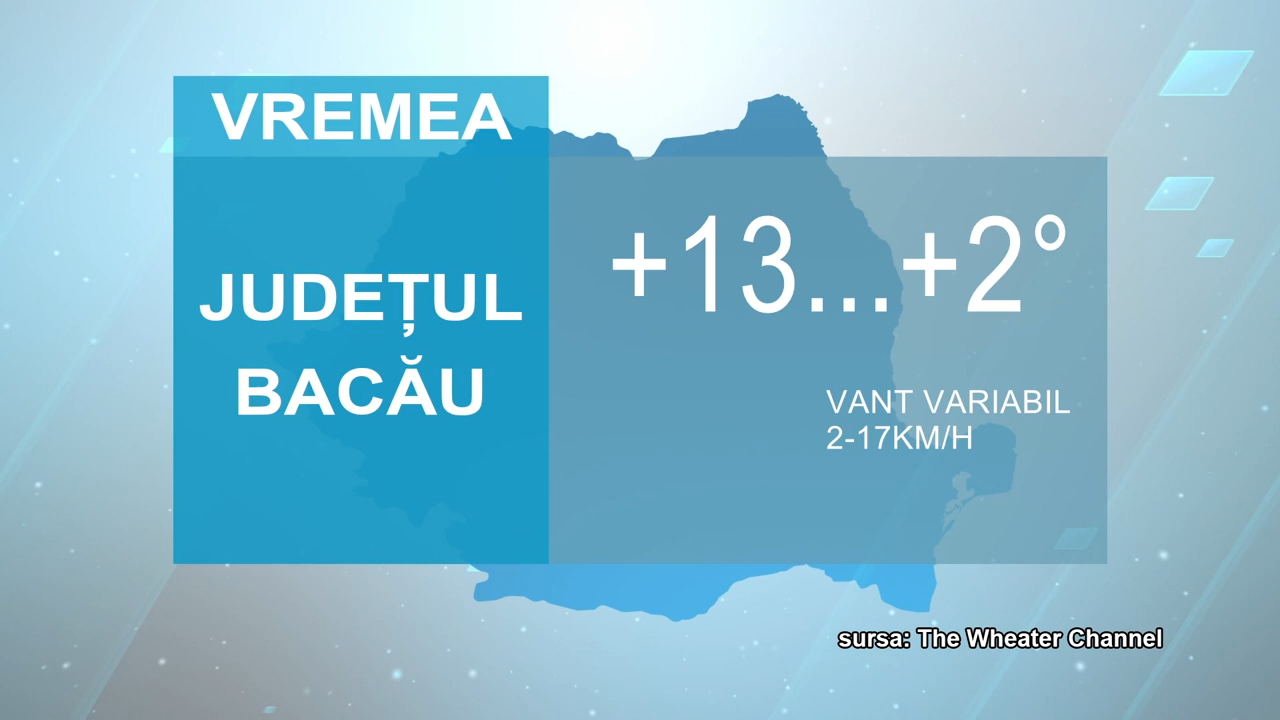 VREMEA
JUDEȚUL
BACĂU
+13...+2°
VANT VARIABIL
2-17KM/H
sursa: The Wheater Channel